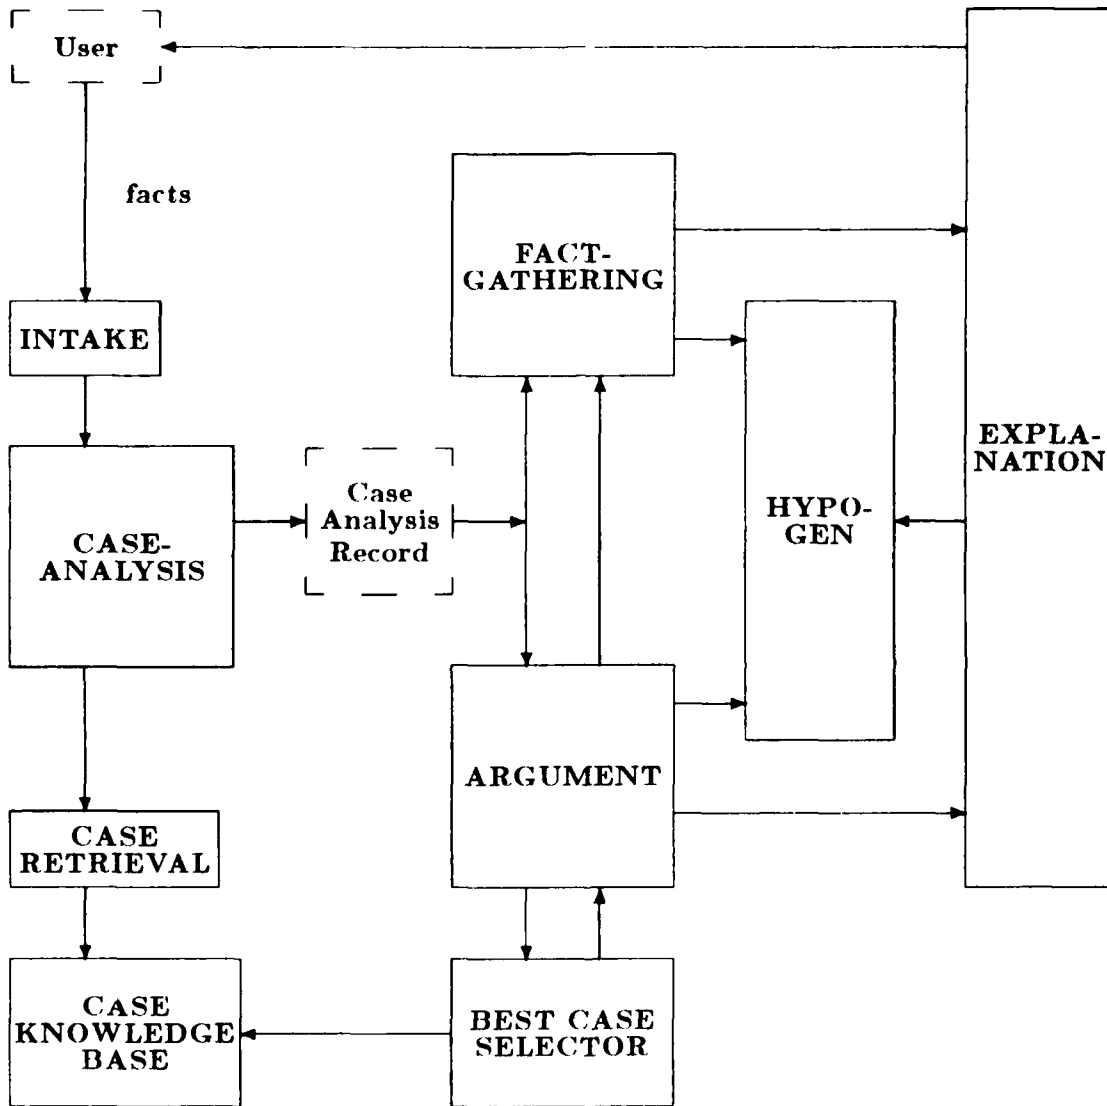 User
facts
INTAKE
CASE-
ANALYSIS
Case
Analysis
Record
CASE
RETRIEVAL
CASE
KNOWLEDGE
BASE
FACT-
GATHERING
ARGUMENT
BEST CASE
SELECTOR
HYPO-
GEN
EXPLA-
NATION